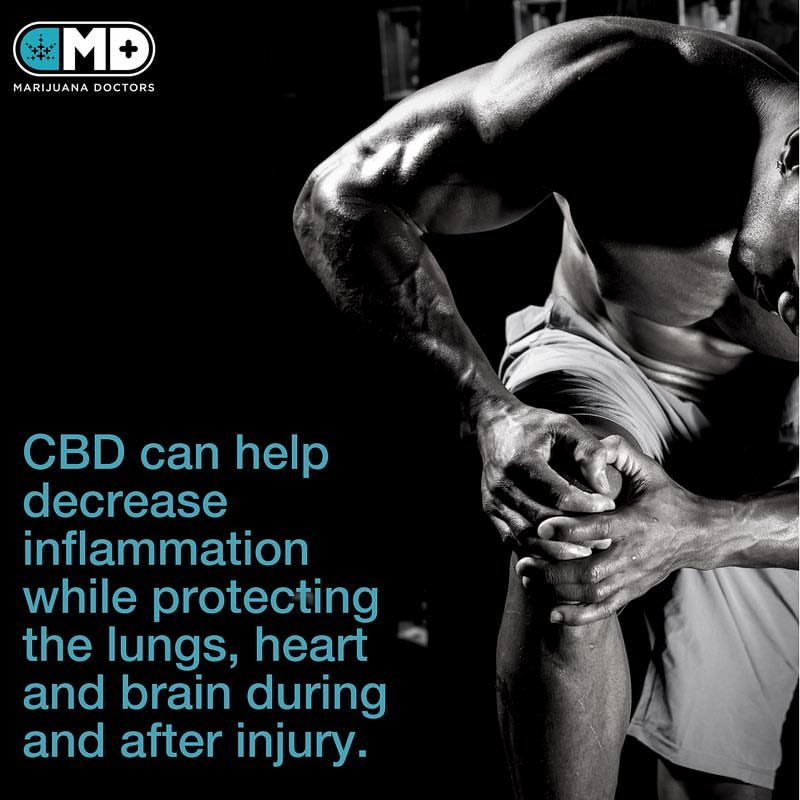 MD
MARIJUANA DOCTORS
CBD can help
decrease
inflammation
while protecting
the lungs, heart
and brain during
and after injury.